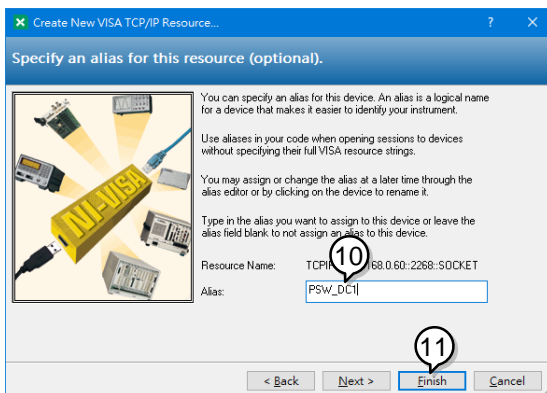 Create New VISA TCP/IP Resource...
Specify an alias for this resource (optional).
You can specify an alias for this device. An alias is a logical name
for a device that makes it easier to identify your instrument.
Use aliases in your code when opening sessions to devices
without specifying their full VISA resource strings.
You may assign or change the alias at a later time through the
alias editor or by clicking on the device to rename it.
Type in the alias you want to assign to this device or leave the
alias field blank to not assign an alias to this device.
NI-VISA
10
Resource Name: 168.0.60::2268::SOCKET
Alias: PSW_DC1
11
< Back Next > Finish Cancel